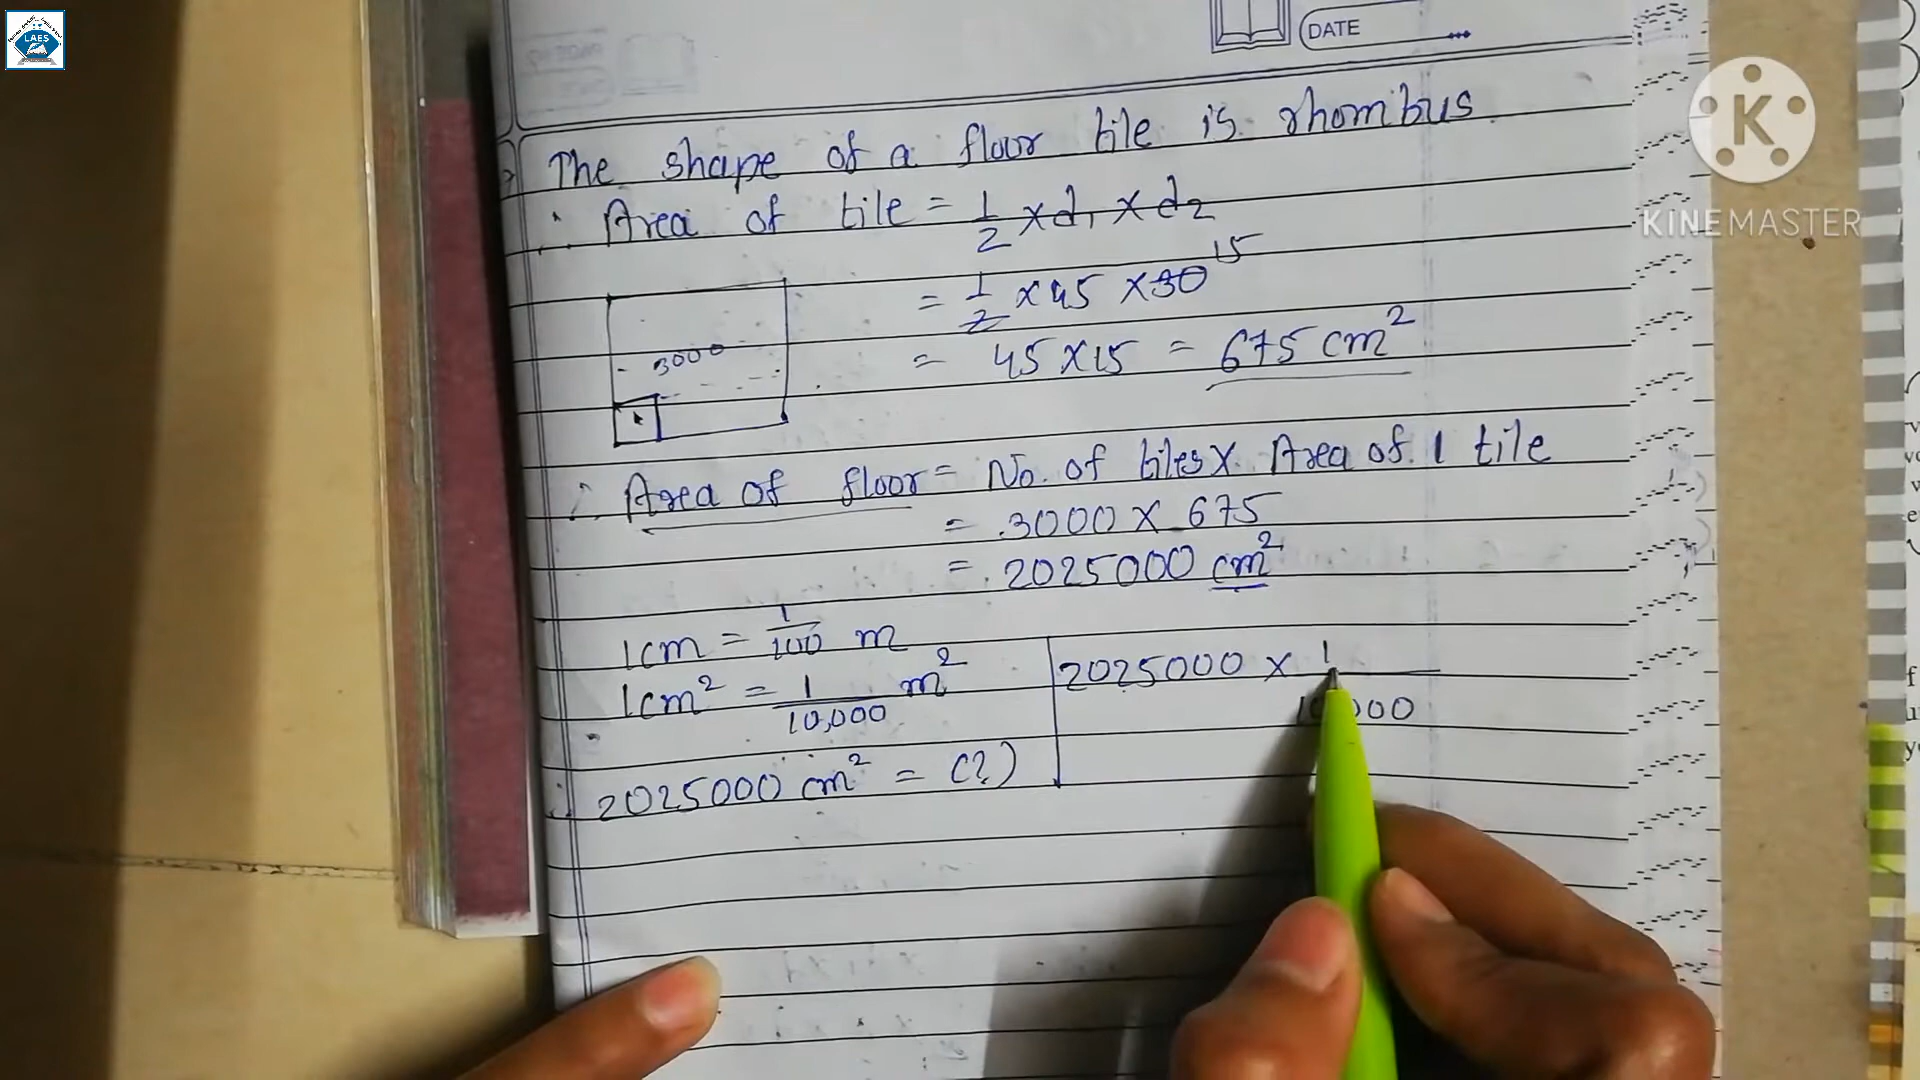 LAES
DATE
KINEMASTER
The shape of a floor tile is rhombus.
∴ Area of tile = 1/2 × d1 × d2
= 1/2 × 45 × 30 15
= 45 × 15 = 675 cm²
3000
∴ Area of floor = No. of tiles × Area of 1 tile
= 3000 × 675
= 2025000 cm²
1cm = 1/100 m
1cm² = 1/10,000 m²
2025000 × 1/10000
∴ 2025000 cm² = (?)